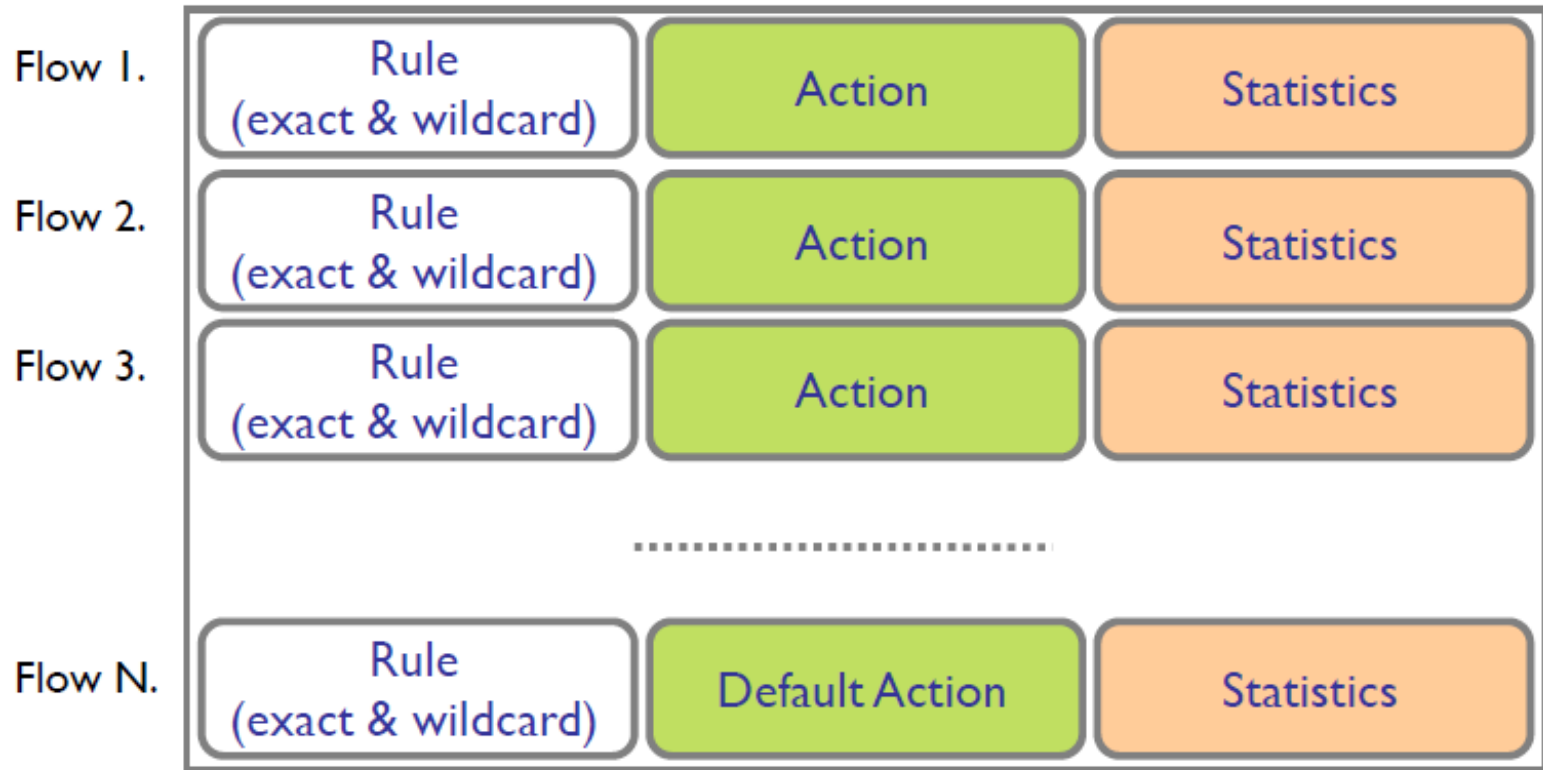 Flow 1.
Rule
(exact & wildcard)
Action
Statistics
Flow 2.
Rule
(exact & wildcard)
Action
Statistics
Flow 3.
Rule
(exact & wildcard)
Action
Statistics
Flow N.
Rule
(exact & wildcard)
Default Action
Statistics